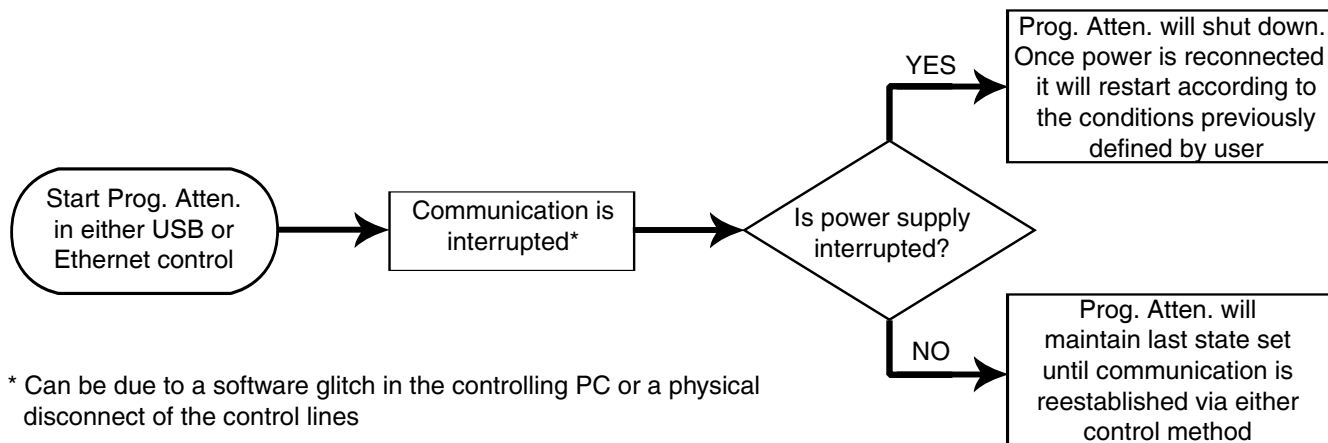 Start Prog. Atten.
in either USB or
Ethernet control
Communication is
interrupted*
Is power supply
interrupted?
YES
Prog. Atten. will shut down.
Once power is reconnected
it will restart according to
the conditions previously
defined by user
NO
Prog. Atten. will
maintain last state set
until communication is
reestablished via either
control method
* Can be due to a software glitch in the controlling PC or a physical
disconnect of the control lines